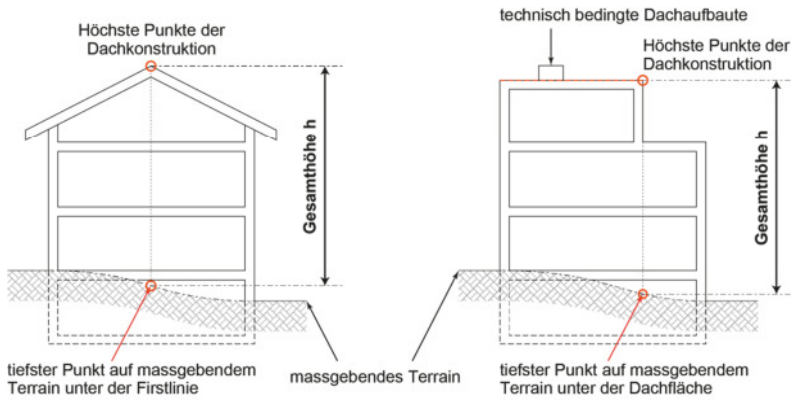 technisch bedingte Dachaufbaute
Höchste Punkte der
Dachkonstruktion
Höchste Punkte der
Dachkonstruktion
Gesamthöhe h
Gesamthöhe h
tiefster Punkt auf massgebendem
Terrain unter der Firstlinie
massgebendes Terrain
tiefster Punkt auf massgebendem
Terrain unter der Dachfläche